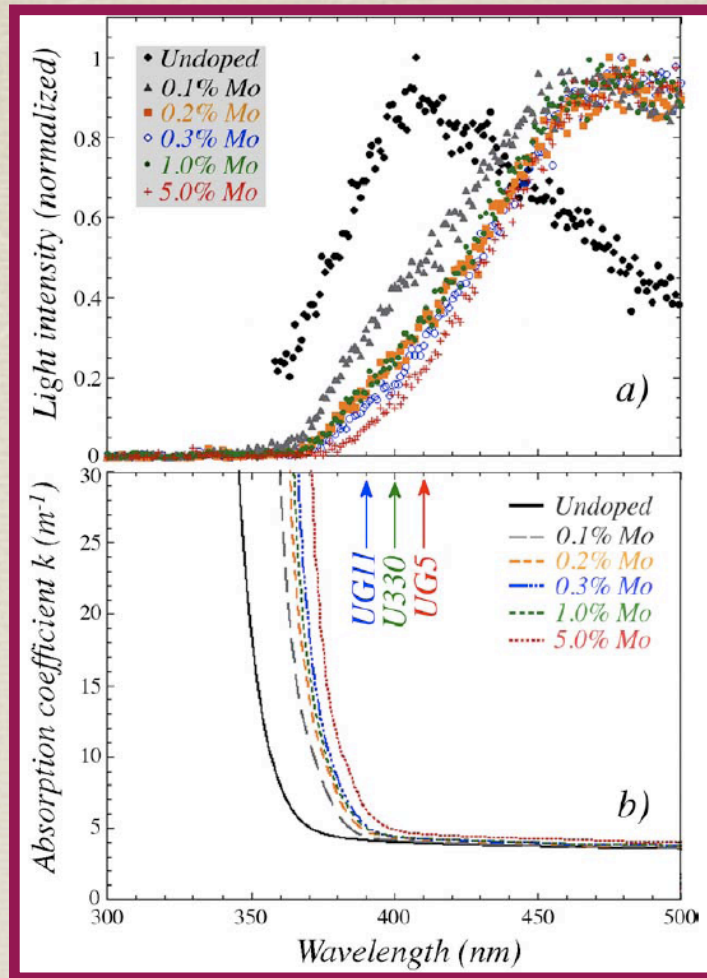 Light intensity (normalized)
1
0.8
0.6
0.4
0.2
0
Undoped
0.1% Mo
0.2% Mo
0.3% Mo
1.0% Mo
5.0% Mo
a)
Absorption coefficient k (m⁻¹)
30
25
20
15
10
5
0
UG11
U330
UG5
Undoped
0.1% Mo
0.2% Mo
0.3% Mo
1.0% Mo
5.0% Mo
b)
300
350
400
450
500
Wavelength (nm)